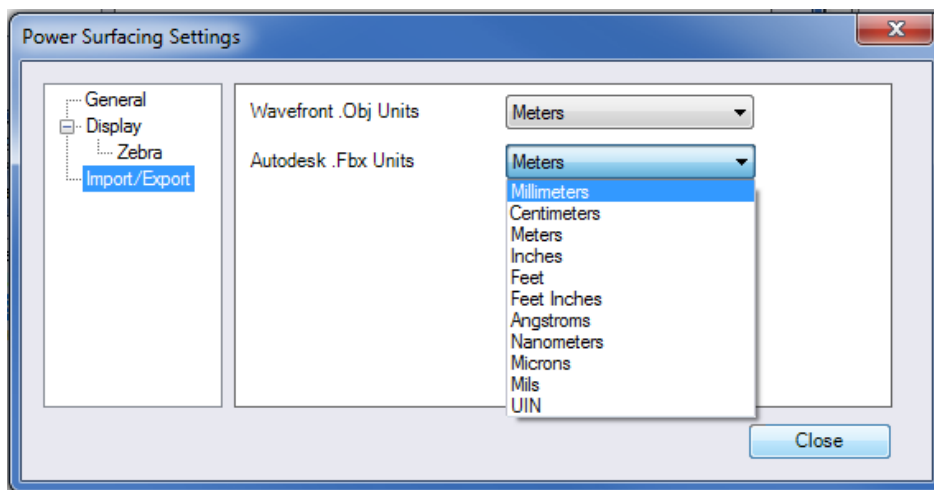 Power Surfacing Settings
General
Display
Zebra
Import/Export
Wavefront .Obj Units
Meters
Autodesk .Fbx Units
Meters
Millimeters
Centimeters
Meters
Inches
Feet
Feet Inches
Angstroms
Nanometers
Microns
Mils
UIN
Close